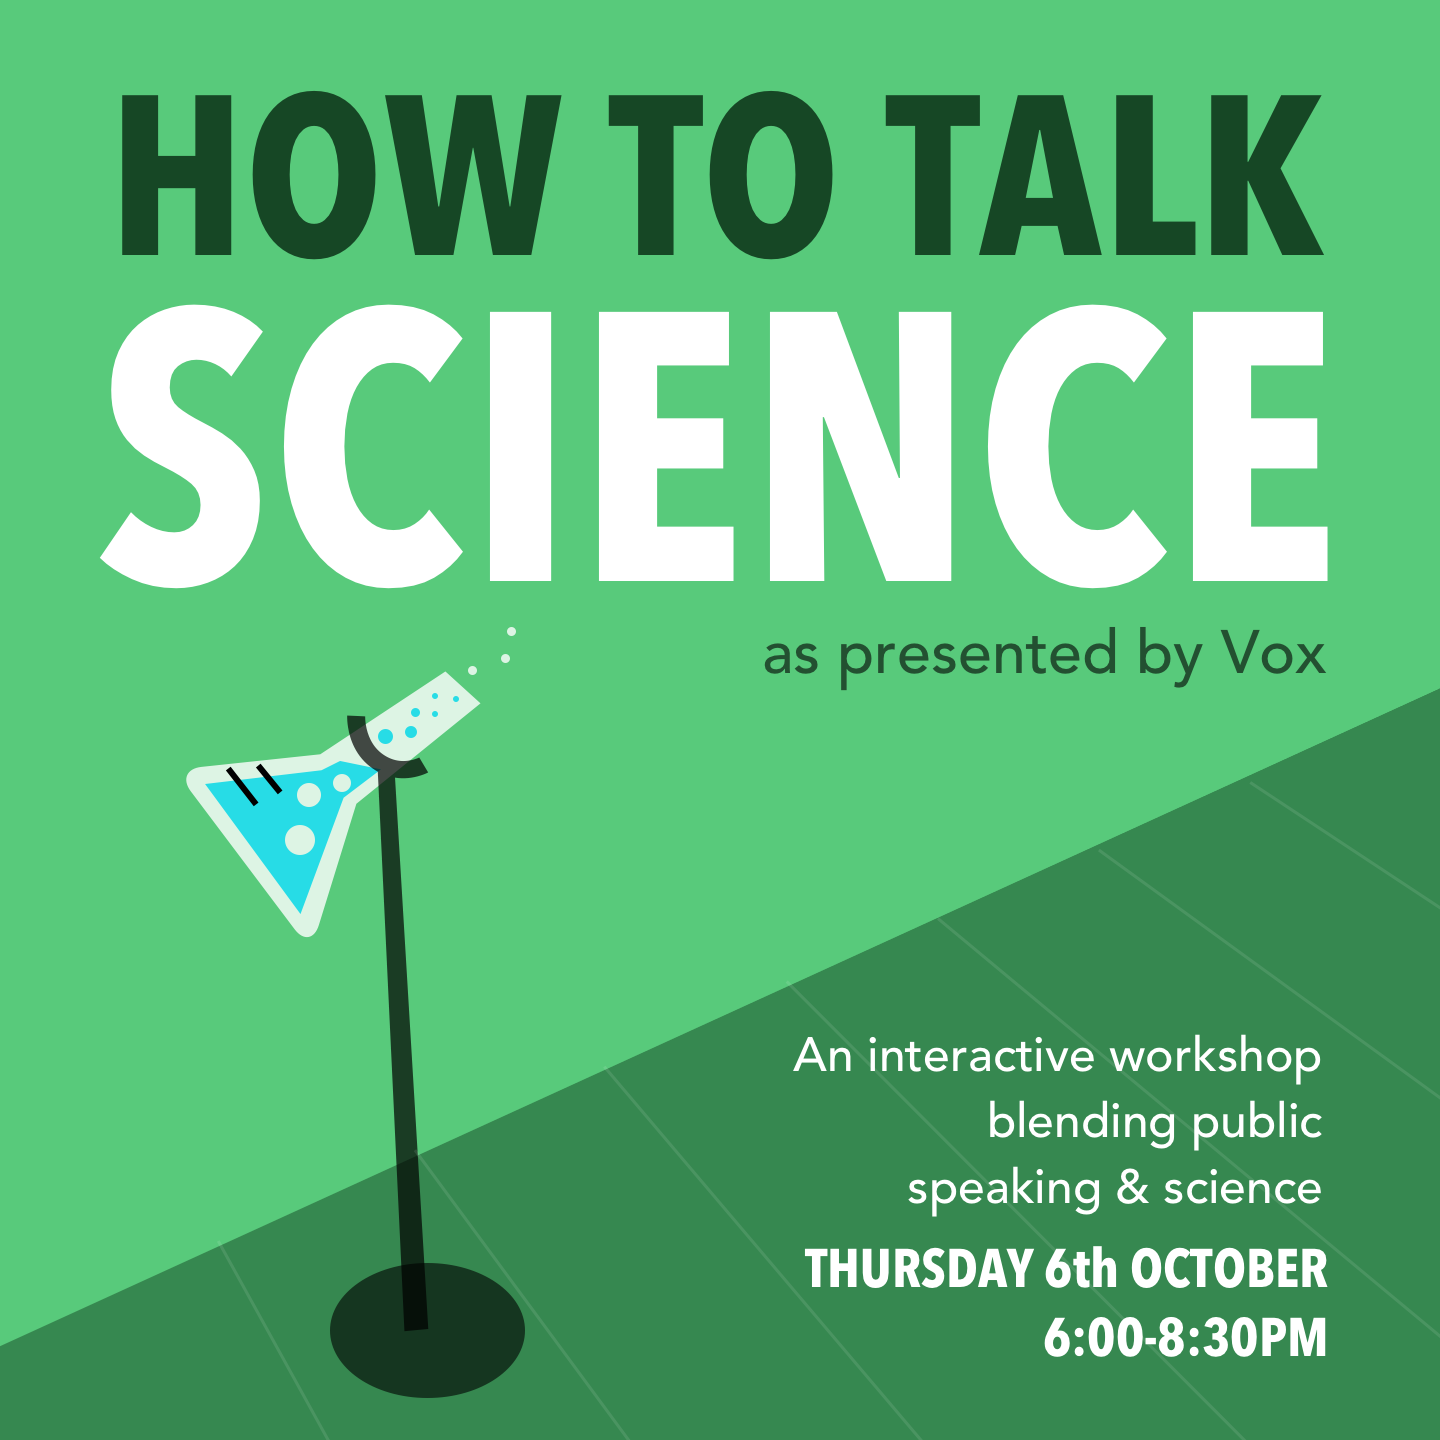 HOW TO TALK
SCIENCE
as presented by Vox
An interactive workshop
blending public
speaking & science
THURSDAY 6th OCTOBER
6:00-8:30PM